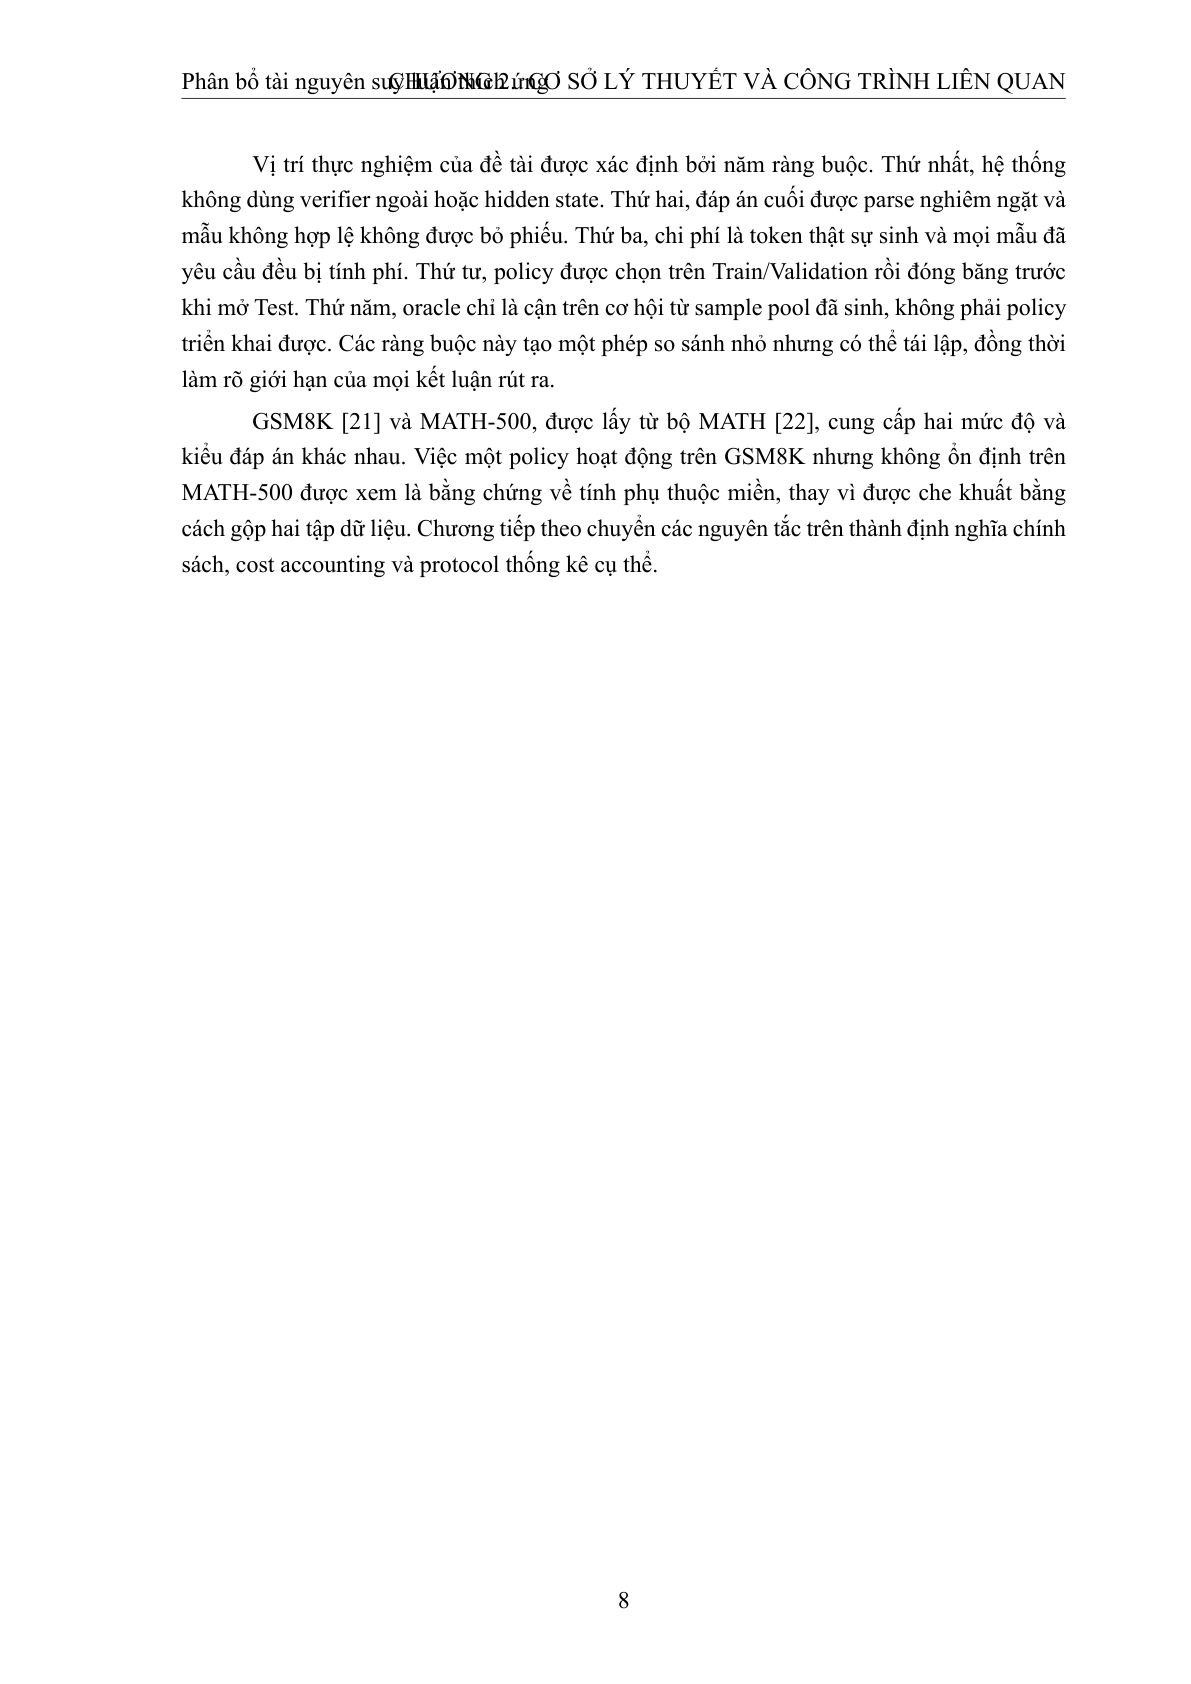 Phân bổ tài nguyên suy luận thích ứng CHƯƠNG 2. CƠ SỞ LÝ THUYẾT VÀ CÔNG TRÌNH LIÊN QUAN
Vị trí thực nghiệm của đề tài được xác định bởi năm ràng buộc. Thứ nhất, hệ thống
không dùng verifier ngoài hoặc hidden state. Thứ hai, đáp án cuối được parse nghiêm ngặt và
mẫu không hợp lệ không được bỏ phiếu. Thứ ba, chi phí là token thật sự sinh và mọi mẫu đã
yêu cầu đều bị tính phí. Thứ tư, policy được chọn trên Train/Validation rồi đóng băng trước
khi mở Test. Thứ năm, oracle chỉ là cận trên cơ hội từ sample pool đã sinh, không phải policy
triển khai được. Các ràng buộc này tạo một phép so sánh nhỏ nhưng có thể tái lập, đồng thời
làm rõ giới hạn của mọi kết luận rút ra.
GSM8K [21] và MATH-500, được lấy từ bộ MATH [22], cung cấp hai mức độ và
kiểu đáp án khác nhau. Việc một policy hoạt động trên GSM8K nhưng không ổn định trên
MATH-500 được xem là bằng chứng về tính phụ thuộc miền, thay vì được che khuất bằng
cách gộp hai tập dữ liệu. Chương tiếp theo chuyển các nguyên tắc trên thành định nghĩa chính
sách, cost accounting và protocol thống kê cụ thể.
8